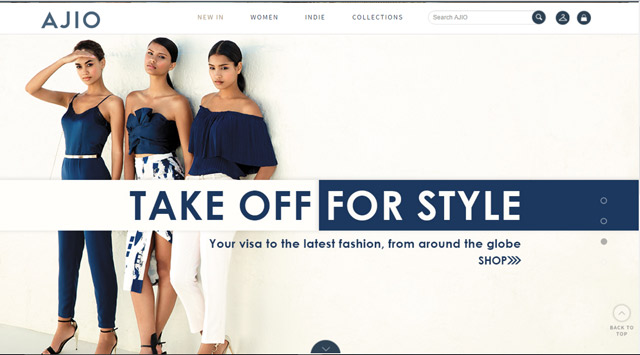 AJIO
NEW IN WOMEN INDIE COLLECTIONS Search AJIO
TAKE OFF FOR STYLE
Your visa to the latest fashion, from around the globe
SHOP
BACK TO
TOP